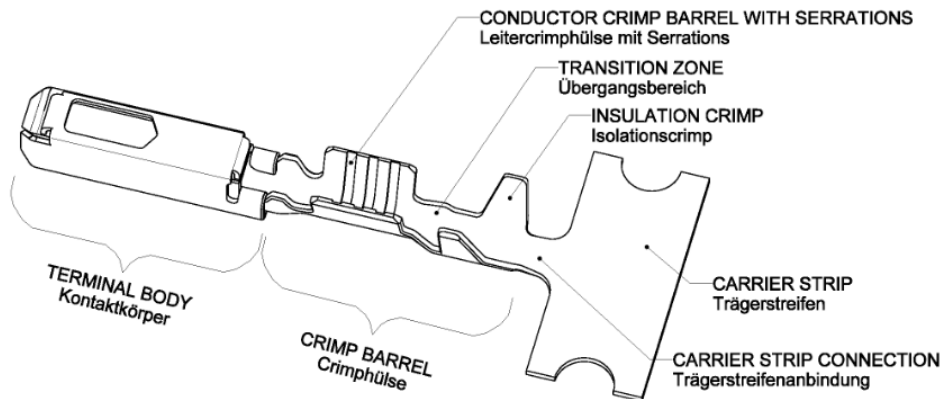 CONDUCTOR CRIMP BARREL WITH SERRATIONS
Leitercrimphülse mit Serrations
TRANSITION ZONE
Übergangsbereich
INSULATION CRIMP
Isolationscrimp
TERMINAL BODY
Kontaktkörper
CRIMP BARREL
Crimphülse
CARRIER STRIP
Trägerstreifen
CARRIER STRIP CONNECTION
Trägerstreifenanbindung